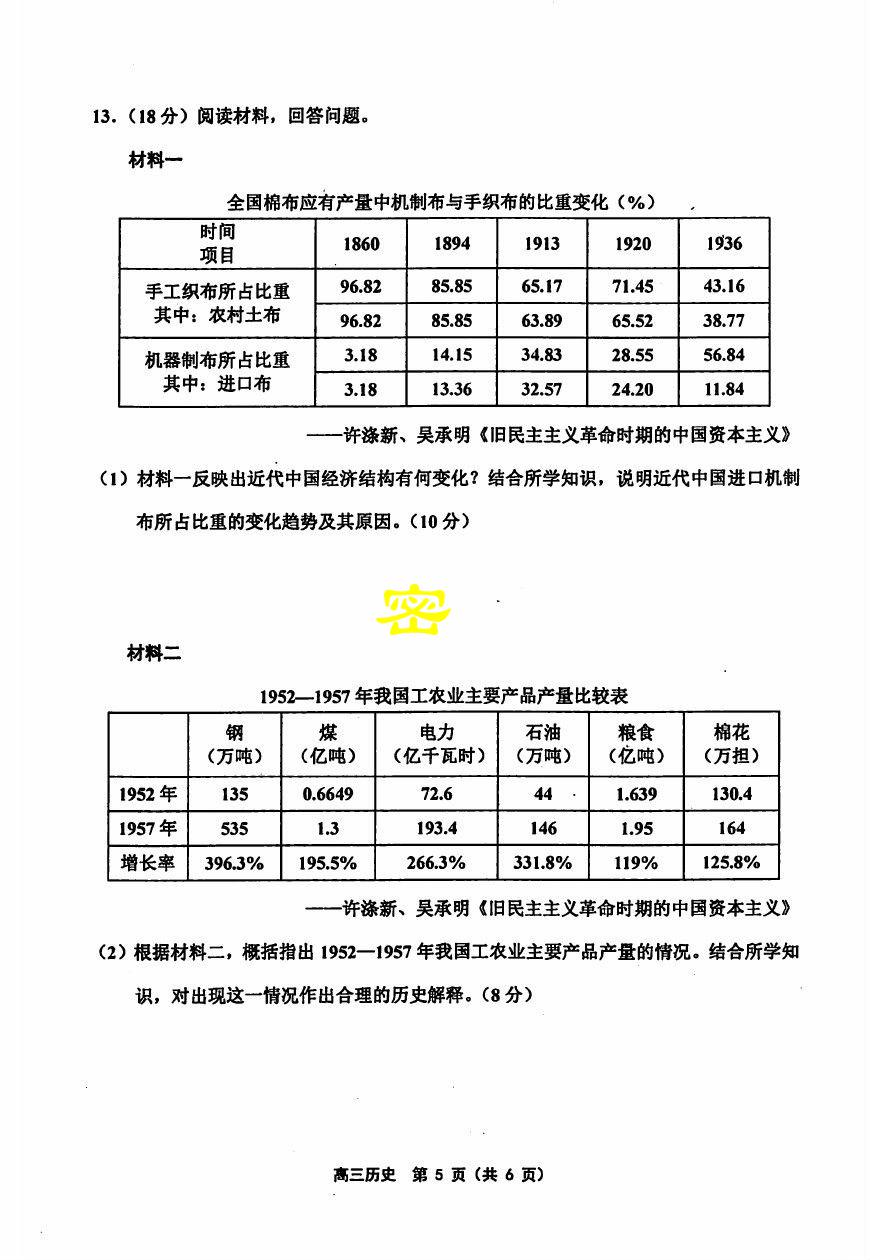 13.（18 分）阅读材料，回答问题。
材料一
全国棉布应有产量中机制布与手织布的比重变化（%）
时间
项目
1860 1894 1913 1920 1936
手工织布所占比重
其中：农村土布
96.82 85.85 65.17 71.45 43.16
96.82 85.85 63.89 65.52 38.77
机器制布所占比重
其中：进口布
3.18 14.15 34.83 28.55 56.84
3.18 13.36 32.57 24.20 11.84
——许涤新、吴承明《旧民主主义革命时期的中国资本主义》
（1）材料一反映出近代中国经济结构有何变化？结合所学知识，说明近代中国进口机制
布所占比重的变化趋势及其原因。（10 分）
密
材料二
1952—1957 年我国工农业主要产品产量比较表
钢 煤 电力 石油 粮食 棉花
（万吨） （亿吨） （亿千瓦时） （万吨） （亿吨） （万担）
1952 年 135 0.6649 72.6 44 1.639 130.4
1957 年 535 1.3 193.4 146 1.95 164
增长率 396.3% 195.5% 266.3% 331.8% 119% 125.8%
——许涤新、吴承明《旧民主主义革命时期的中国资本主义》
（2）根据材料二，概括指出 1952—1957 年我国工农业主要产品产量的情况。结合所学知
识，对出现这一情况作出合理的历史解释。（8 分）
高三历史 第 5 页（共 6 页）